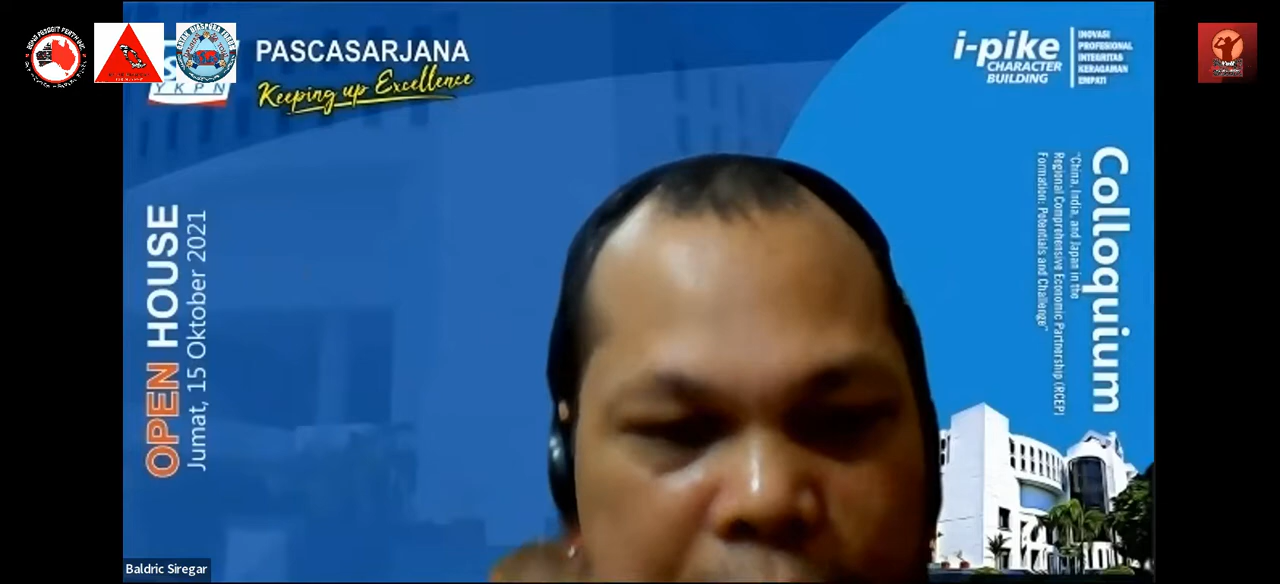 YKPN
PASCASARJANA
Keeping up Excellence
i-pike
CHARACTER
BUILDING
INOVASI
PROFESIONAL
INTEGRITAS
KERAGAMAN
EMPATI
OPEN HOUSE
Jumat, 15 Oktober 2021
Colloquium
"China, India, and Japan in the
Regional Comprehensive Economic Partnership (RCEP)
Formation: Potentials and Challenge"
Baldric Siregar